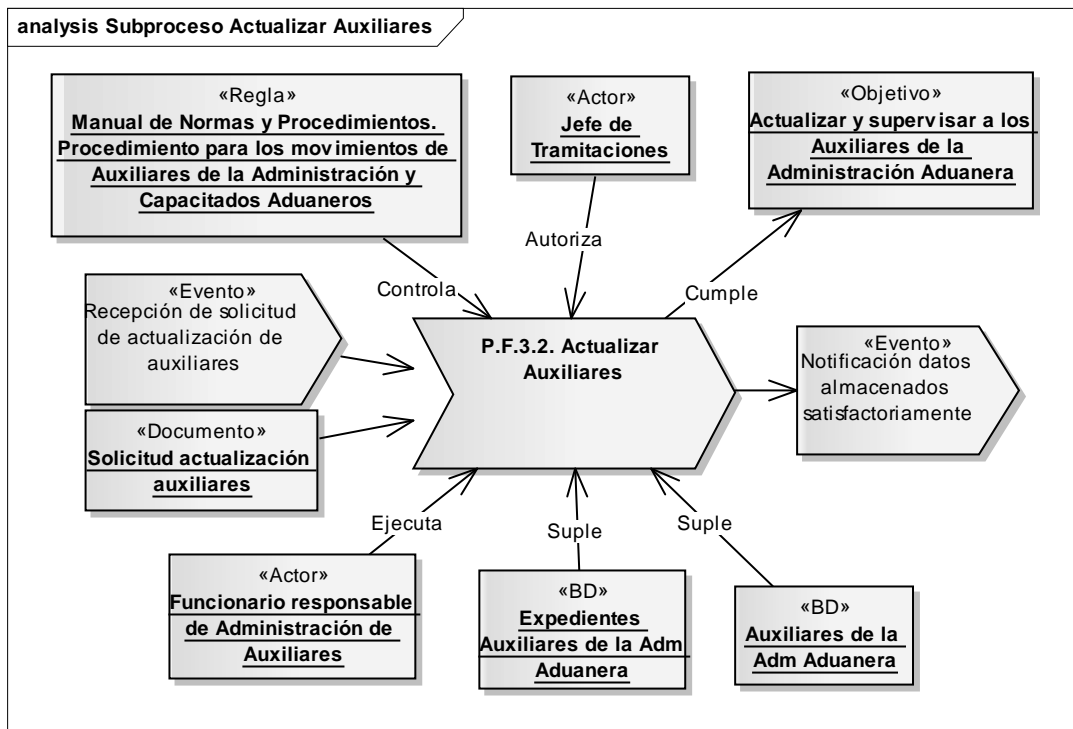 analysis Subproceso Actualizar Auxiliares
«Regla»
Manual de Normas y Procedimientos.
Procedimiento para los movimientos de
Auxiliares de la Administración y
Capacitados Aduaneros
«Actor»
Jefe de
Tramitaciones
«Objetivo»
Actualizar y supervisar a los
Auxiliares de la
Administración Aduanera
Controla
Autoriza
Cumple
«Evento»
Recepción de solicitud
de actualización de
auxiliares
P.F.3.2. Actualizar
Auxiliares
«Evento»
Notificación datos
almacenados
satisfactoriamente
«Documento»
Solicitud actualización
auxiliares
Ejecuta
Suple
Suple
«Actor»
Funcionario responsable
de Administración de
Auxiliares
«BD»
Expedientes
Auxiliares de la Adm
Aduanera
«BD»
Auxiliares de la
Adm Aduanera